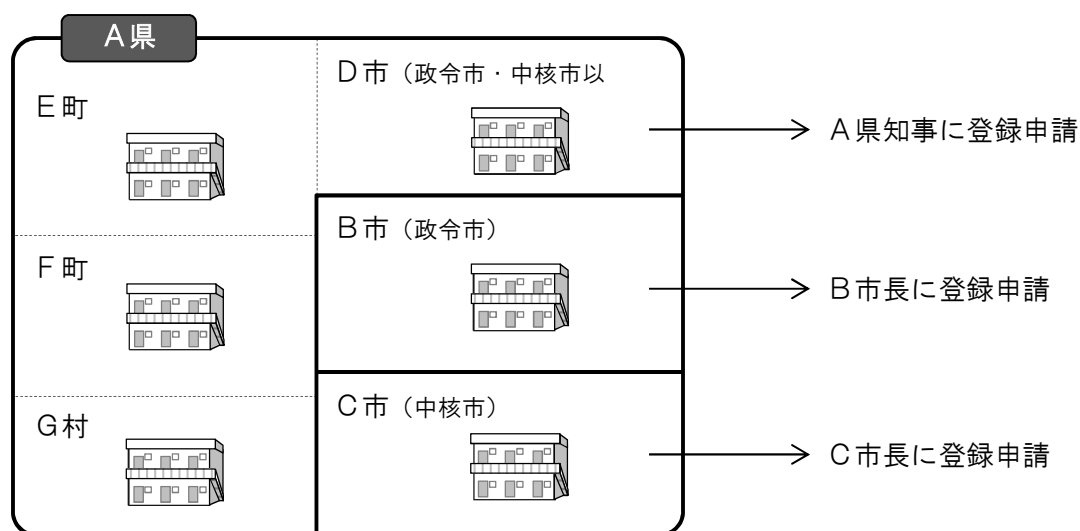 A県
E町
D市（政令市・中核市以
A県知事に登録申請
B市（政令市）
F町
B市長に登録申請
C市（中核市）
G村
C市長に登録申請